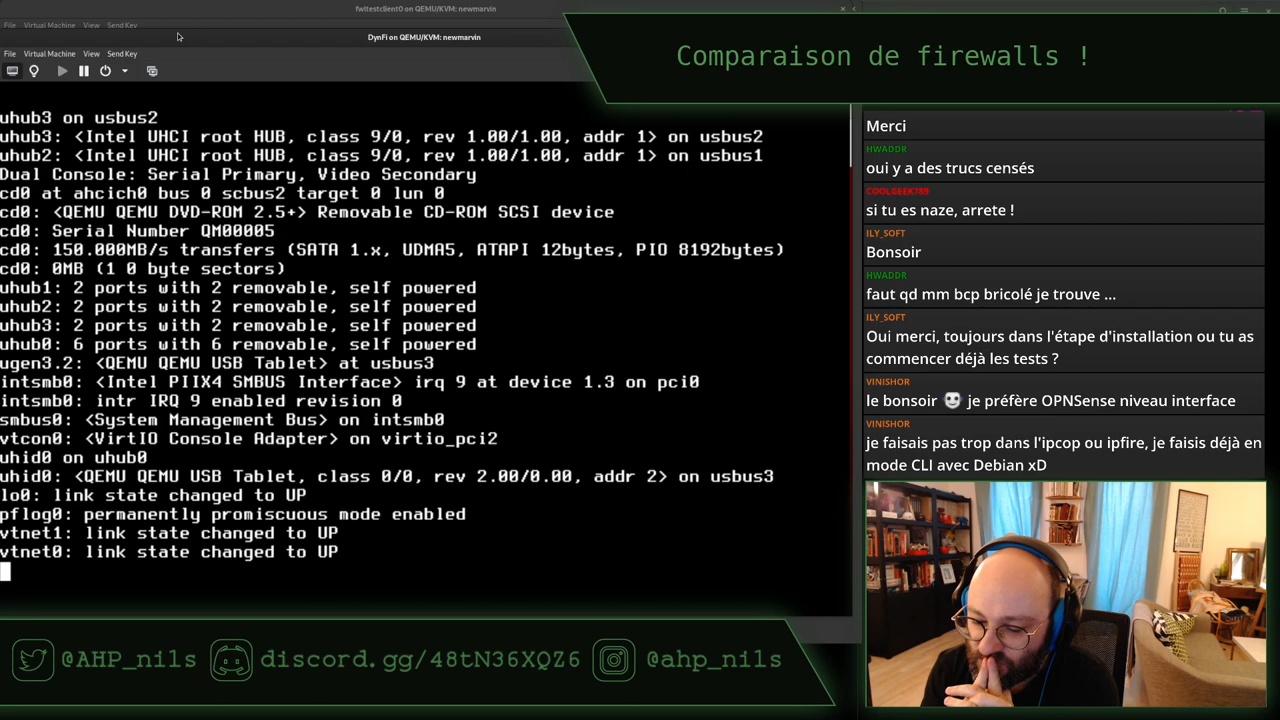 fwltestclient0 on QEMU/KVM: newmarvin
File Virtual Machine View Send Key
DynFi on QEMU/KVM: newmarvin
File Virtual Machine View Send Key
uhub3 on usbus2
uhub3: <Intel UHCI root HUB, class 9/0, rev 1.00/1.00, addr 1> on usbus2
uhub2: <Intel UHCI root HUB, class 9/0, rev 1.00/1.00, addr 1> on usbus1
Dual Console: Serial Primary, Video Secondary
cd0 at ahcich0 bus 0 scbus2 target 0 lun 0
cd0: <QEMU QEMU DVD-ROM 2.5+> Removable CD-ROM SCSI device
cd0: Serial Number QM00005
cd0: 150.000MB/s transfers (SATA 1.x, UDMA5, ATAPI 12bytes, PIO 8192bytes)
cd0: 0MB (1 0 byte sectors)
uhub1: 2 ports with 2 removable, self powered
uhub2: 2 ports with 2 removable, self powered
uhub3: 2 ports with 2 removable, self powered
uhub0: 6 ports with 6 removable, self powered
ugen3.2: <QEMU QEMU USB Tablet> at usbus3
intsmb0: <Intel PIIX4 SMBUS Interface> irq 9 at device 1.3 on pci0
intsmb0: intr IRQ 9 enabled revision 0
smbus0: <System Management Bus> on intsmb0
vtcon0: <VirtIO Console Adapter> on virtio_pci2
uhid0 on uhub0
uhid0: <QEMU QEMU USB Tablet, class 0/0, rev 2.00/0.00, addr 2> on usbus3
lo0: link state changed to UP
pflog0: permanently promiscuous mode enabled
vtnet1: link state changed to UP
vtnet0: link state changed to UP
Comparaison de firewalls !
Merci
HWADDR
oui y a des trucs censés
COOLGEEK789
si tu es naze, arrete !
ILY_SOFT
Bonsoir
HWADDR
faut qd mm bcp bricolé je trouve ...
ILY_SOFT
Oui merci, toujours dans l'étape d'installation ou tu as
commencer déjà les tests ?
VINISHOR
le bonsoir je préfère OPNSense niveau interface
VINISHOR
je faisais pas trop dans l'ipcop ou ipfire, je faisis déjà en
mode CLI avec Debian xD
@AHP_nils discord.gg/48tN36XQZ6 @ahp_nils